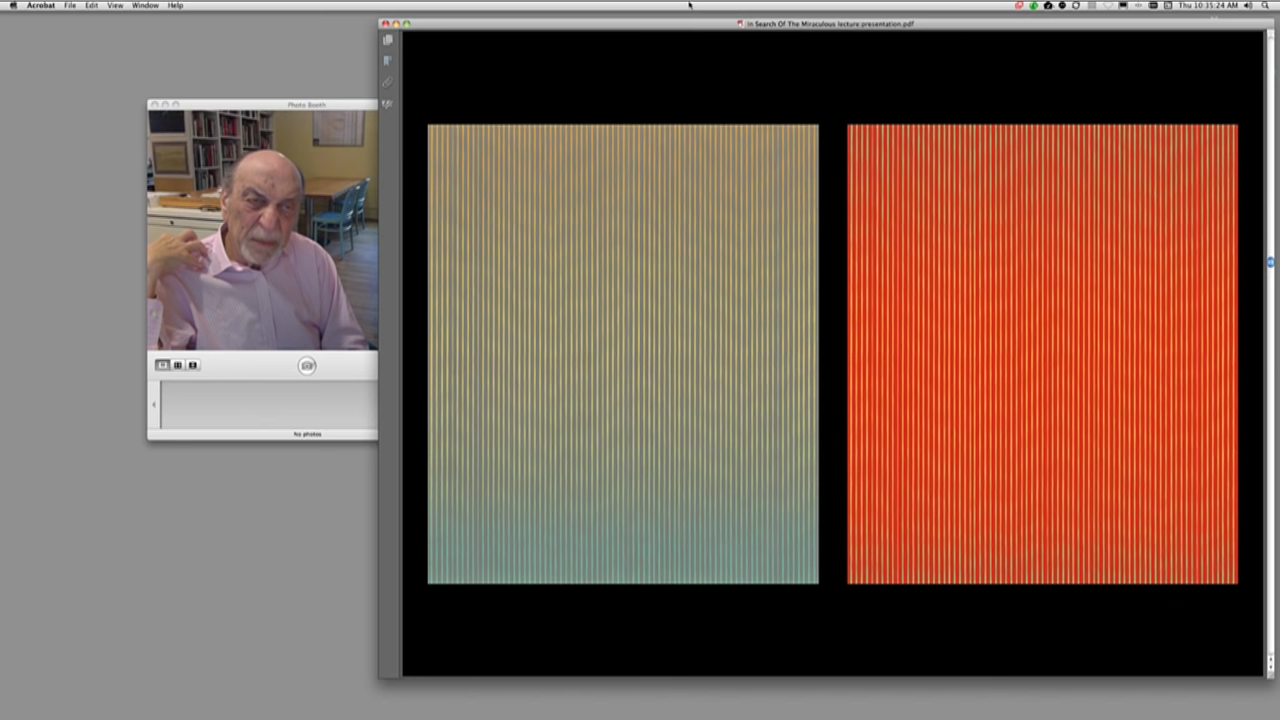 Acrobat File Edit View Window Help
Thu 10:35:24 AM
In Search Of The Miraculous lecture:presentation.pdf
Photo Booth
No photos